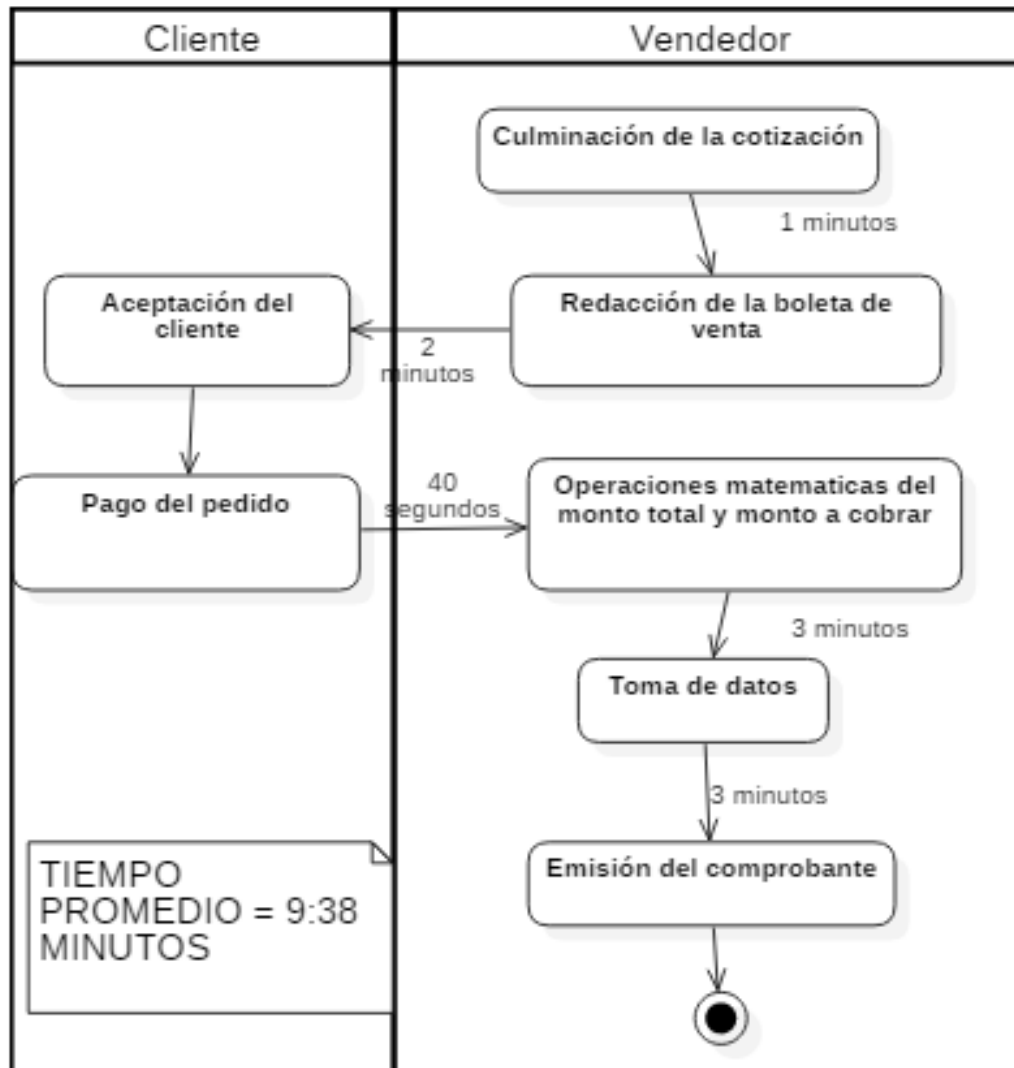 Cliente
Vendedor
Culminación de la cotización
1 minutos
Aceptación del
cliente
Redacción de la boleta de
venta
2
minutos
Pago del pedido
40
segundos
Operaciones matematicas del
monto total y monto a cobrar
3 minutos
Toma de datos
3 minutos
TIEMPO
PROMEDIO = 9:38
MINUTOS
Emisión del comprobante